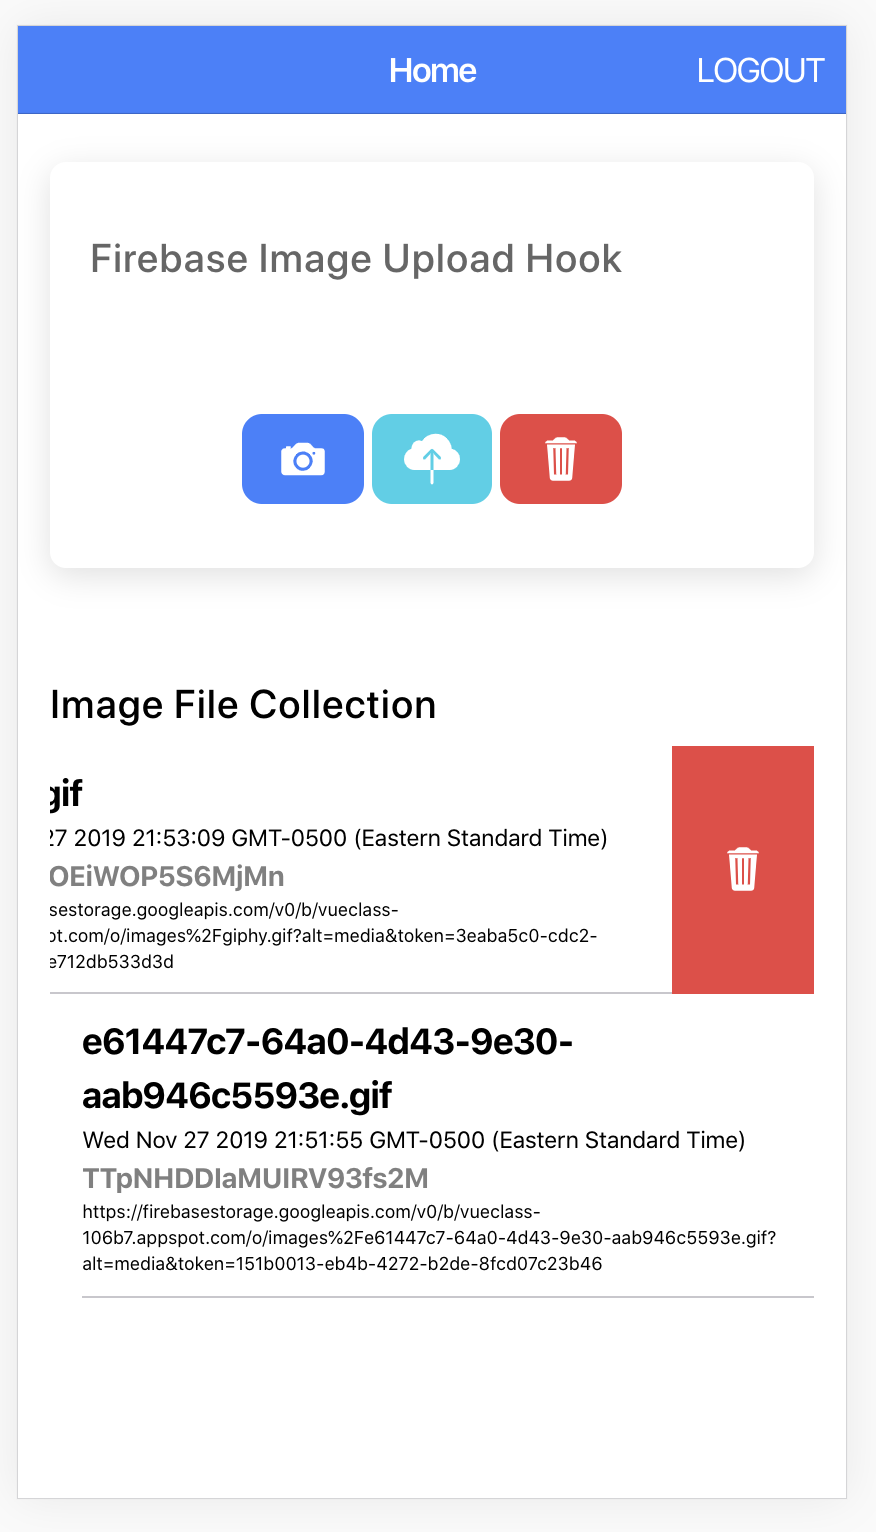 Home
LOGOUT
Firebase Image Upload Hook
Image File Collection
gif
27 2019 21:53:09 GMT-0500 (Eastern Standard Time)
OEiWOP5S6MjMn
sestorage.googleapis.com/v0/b/vueclass-
ot.com/o/images%2Fgiphy.gif?alt=media&token=3eaba5c0-cdc2-
e712db533d3d
e61447c7-64a0-4d43-9e30-
aab946c5593e.gif
Wed Nov 27 2019 21:51:55 GMT-0500 (Eastern Standard Time)
TTpNHDDIaMUIRV93fs2M
https://firebasestorage.googleapis.com/v0/b/vueclass-
106b7.appspot.com/o/images%2Fe61447c7-64a0-4d43-9e30-aab946c5593e.gif?
alt=media&token=151b0013-eb4b-4272-b2de-8fcd07c23b46